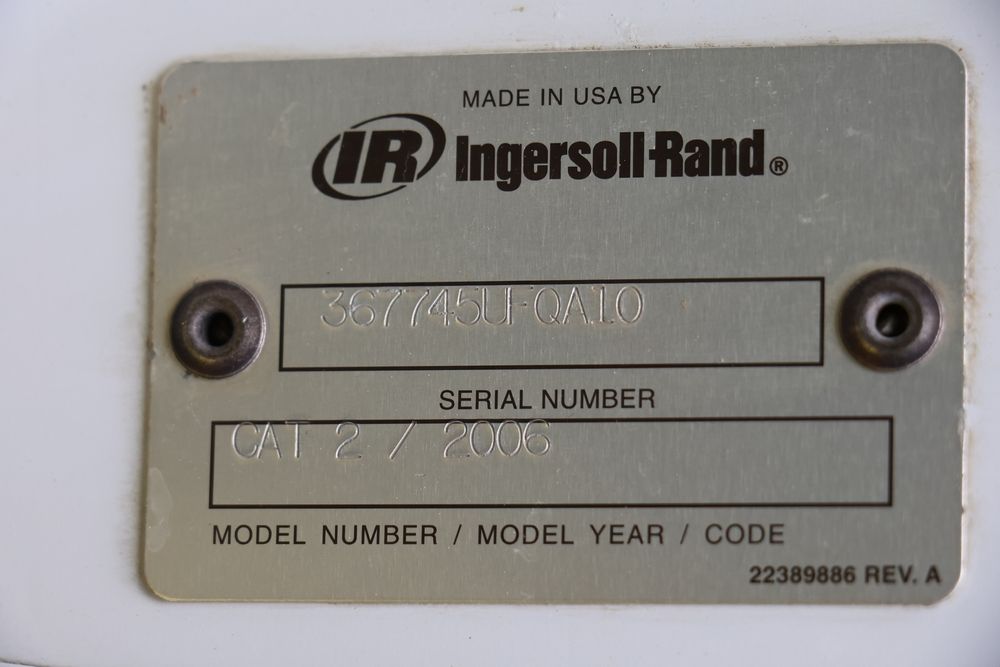 MADE IN USA BY
IR Ingersoll-Rand®
367745UFQA10
SERIAL NUMBER
CAT 2 / 2006
MODEL NUMBER / MODEL YEAR / CODE
22389886 REV. A